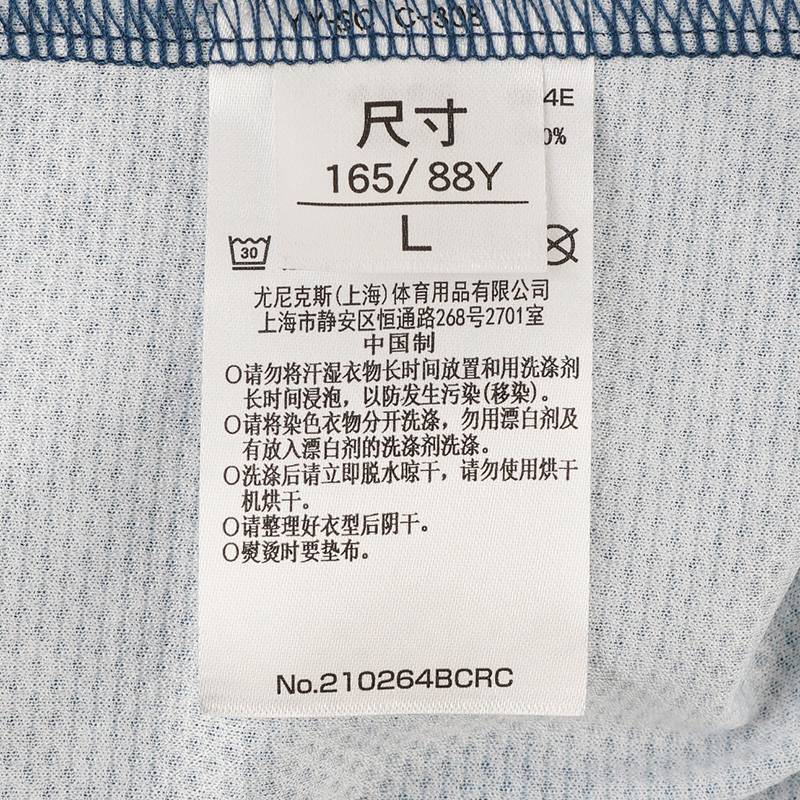 尺寸
165/88Y
L
4E
0%
30
尤尼克斯(上海)体育用品有限公司
上海市静安区恒通路268号2701室
中国制
○请勿将汗湿衣物长时间放置和用洗涤剂
长时间浸泡，以防发生污染(移染)。
○请将染色衣物分开洗涤，勿用漂白剂及
有放入漂白剂的洗涤剂洗涤。
○洗涤后请立即脱水晾干，请勿使用烘干
机烘干。
○请整理好衣型后阴干。
○熨烫时要垫布。
No.210264BCRC